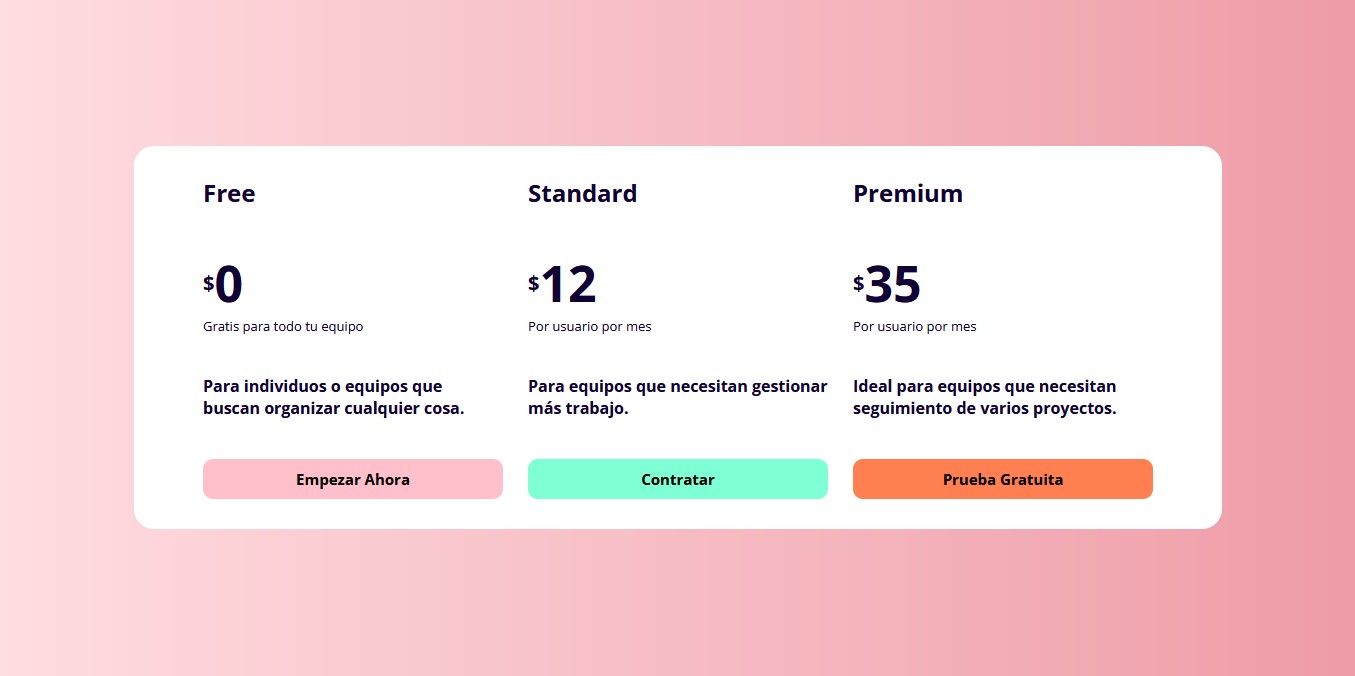 Free
$0
Gratis para todo tu equipo
Para individuos o equipos que
buscan organizar cualquier cosa.
Empezar Ahora
Standard
$12
Por usuario por mes
Para equipos que necesitan gestionar
más trabajo.
Contratar
Premium
$35
Por usuario por mes
Ideal para equipos que necesitan
seguimiento de varios proyectos.
Prueba Gratuita